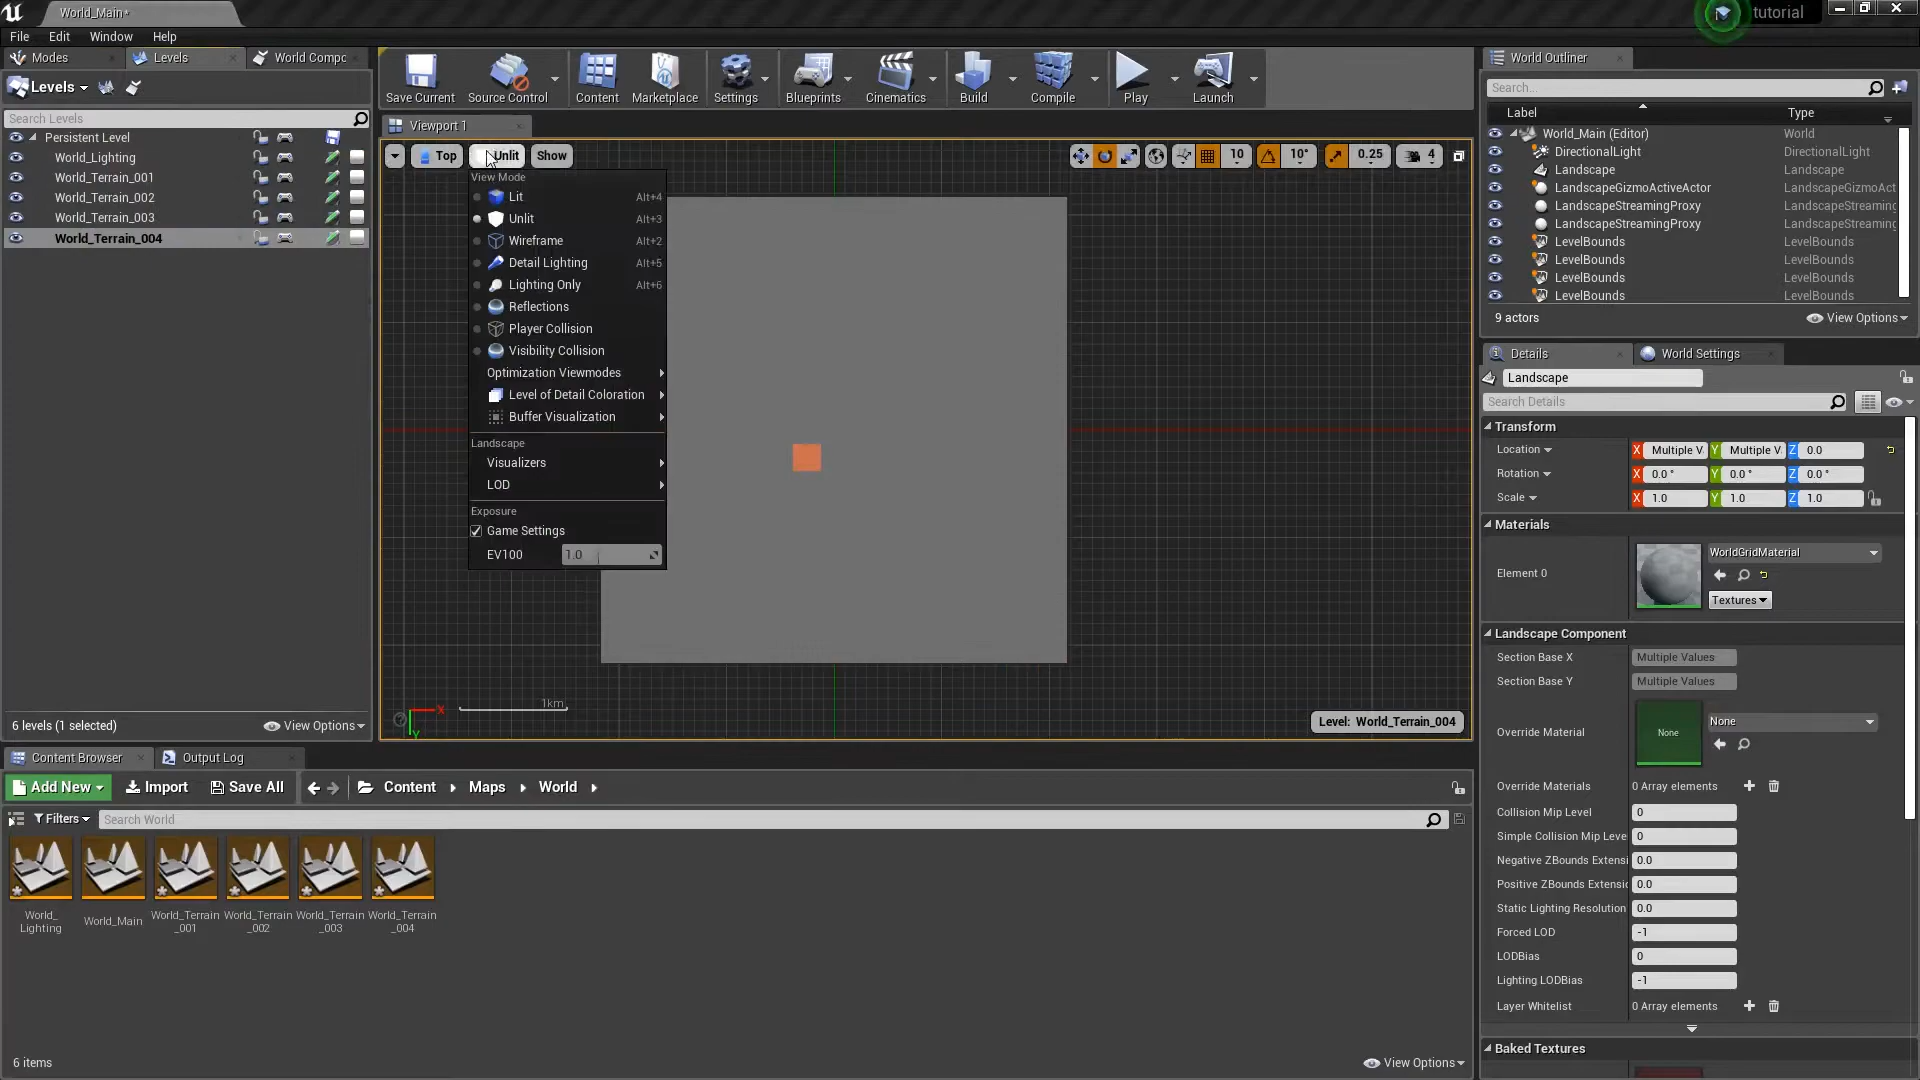 World_Main*
tutorial
File Edit Window Help
Modes Levels World Compo
Levels
Search Levels
Persistent Level
World_Lighting
World_Terrain_001
World_Terrain_002
World_Terrain_003
World_Terrain_004
6 levels (1 selected) View Options
Save Current Source Control Content Marketplace Settings Blueprints Cinematics Build Compile Play Launch
Viewport 1
Top Unlit Show 10 10° 0.25 4
View Mode
Lit Alt+4
Unlit Alt+3
Wireframe Alt+2
Detail Lighting Alt+5
Lighting Only Alt+6
Reflections
Player Collision
Visibility Collision
Optimization Viewmodes
Level of Detail Coloration
Buffer Visualization
Landscape
Visualizers
LOD
Exposure
Game Settings
EV100 1.0
1km
X
Y
Level: World_Terrain_004
World Outliner
Search...
Label Type
World_Main (Editor) World
DirectionalLight DirectionalLight
Landscape Landscape
LandscapeGizmoActiveActor LandscapeGizmoAct
LandscapeStreamingProxy LandscapeStreaming
LandscapeStreamingProxy LandscapeStreaming
LevelBounds LevelBounds
LevelBounds LevelBounds
LevelBounds LevelBounds
LevelBounds LevelBounds
9 actors View Options
Details World Settings
Landscape
Search Details
Transform
Location X Multiple V Y Multiple V Z 0.0
Rotation X 0.0 ° Y 0.0 ° Z 0.0 °
Scale X 1.0 Y 1.0 Z 1.0
Materials
Element 0 WorldGridMaterial
Textures
Landscape Component
Section Base X Multiple Values
Section Base Y Multiple Values
Override Material None None
Override Materials 0 Array elements
Collision Mip Level 0
Simple Collision Mip Leve 0
Negative ZBounds Extensi 0.0
Positive ZBounds Extensio 0.0
Static Lighting Resolution 0.0
Forced LOD -1
LODBias 0
Lighting LODBias -1
Layer Whitelist 0 Array elements
Baked Textures
Content Browser Output Log
Add New Import Save All Content Maps World
Filters Search World
World_
Lighting
World_Main
World_Terrain
_001
World_Terrain
_002
World_Terrain
_003
World_Terrain
_004
6 items View Options